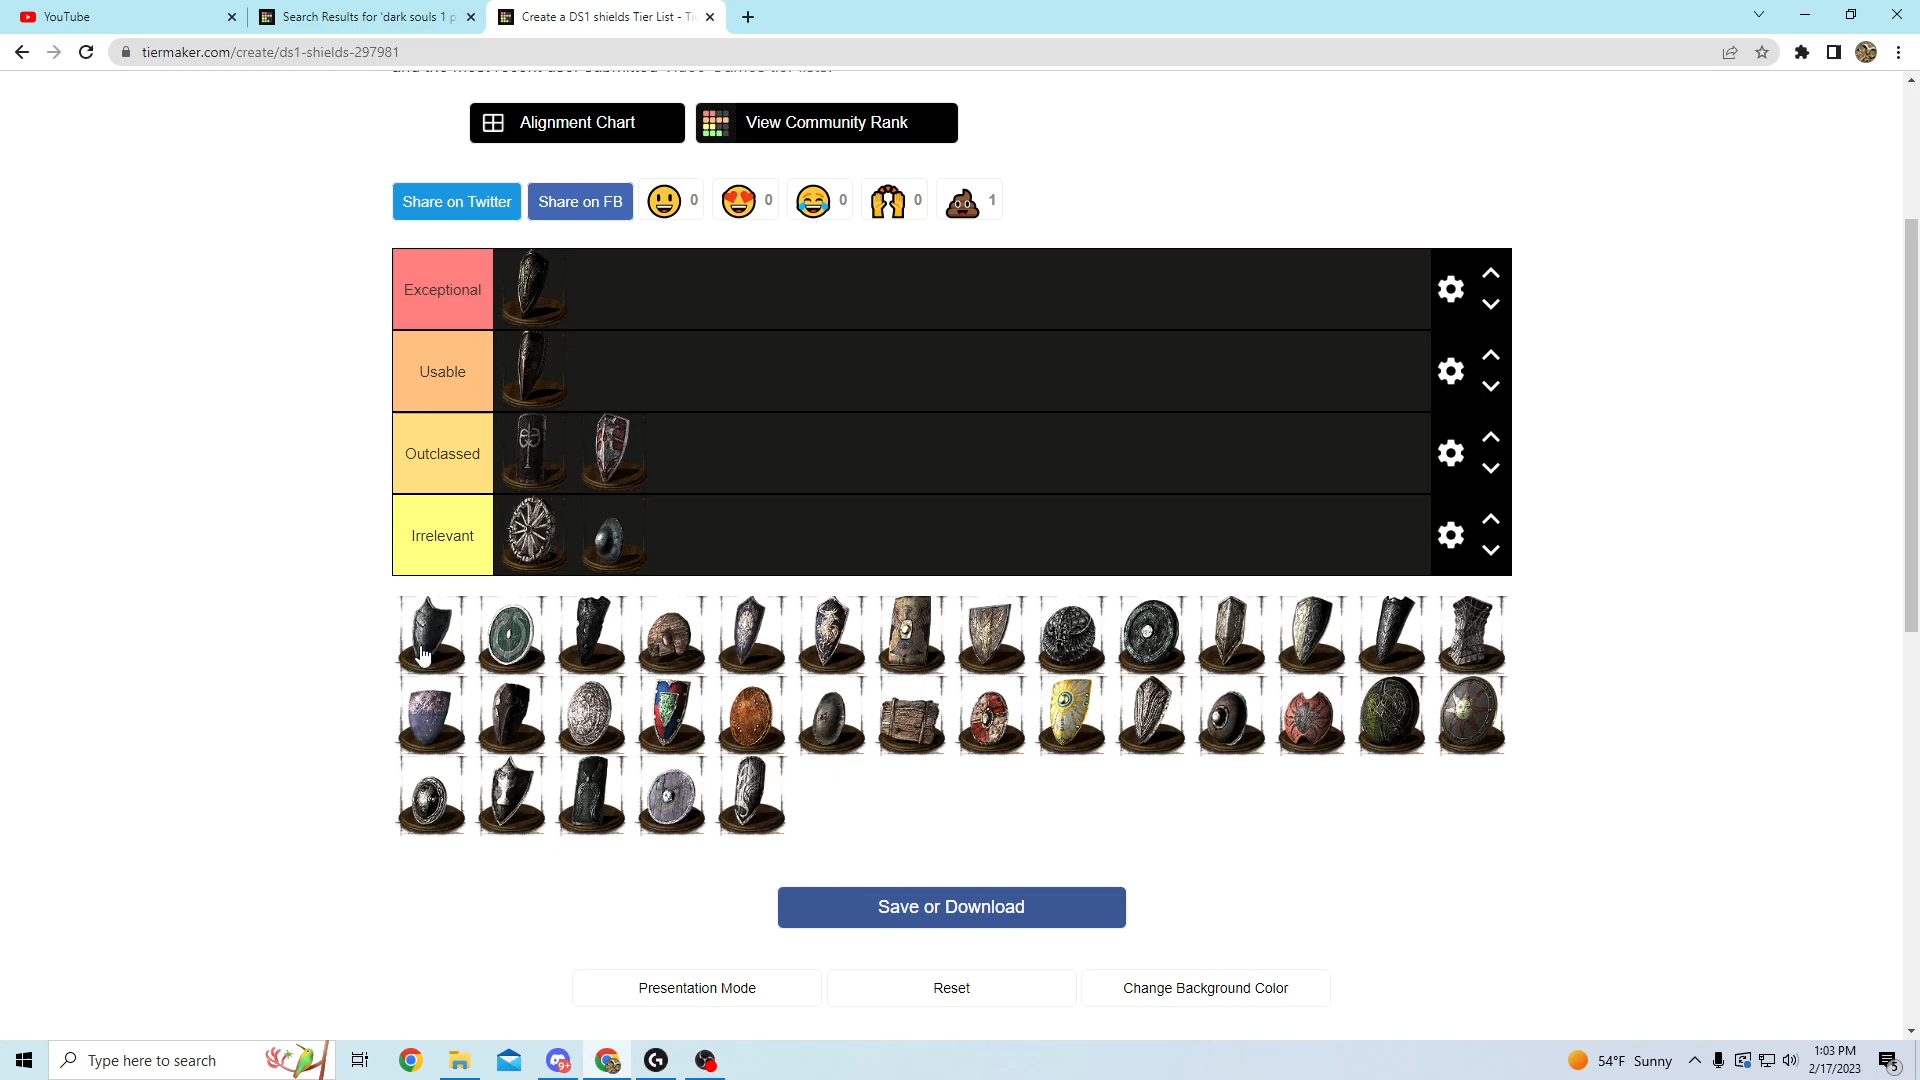 YouTube
Search Results for 'dark souls 1 p
Create a DS1 shields Tier List - Ti
tiermaker.com/create/ds1-shields-297981
Alignment Chart
View Community Rank
Share on Twitter
Share on FB
0
0
0
0
1
Exceptional
Usable
Outclassed
Irrelevant
Save or Download
Presentation Mode
Reset
Change Background Color
Type here to search
9+
54°F Sunny
1:03 PM
2/17/2023
5